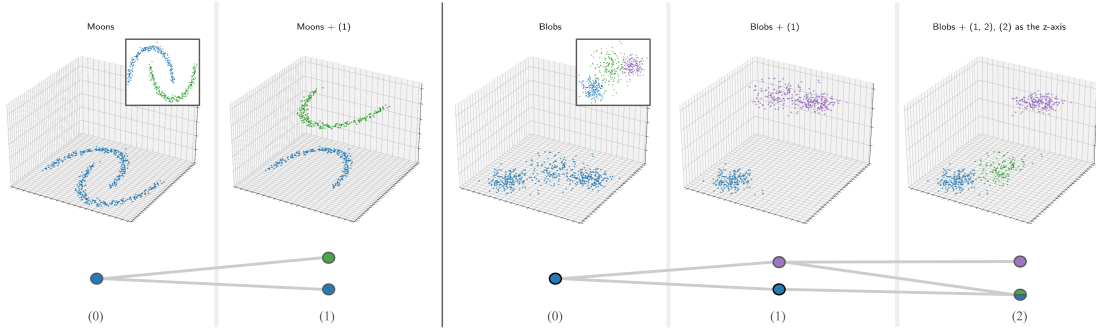 Moons
Moons + (1)
Blobs
Blobs + (1)
Blobs + (1, 2), (2) as the z-axis
(0)
(1)
(0)
(1)
(2)